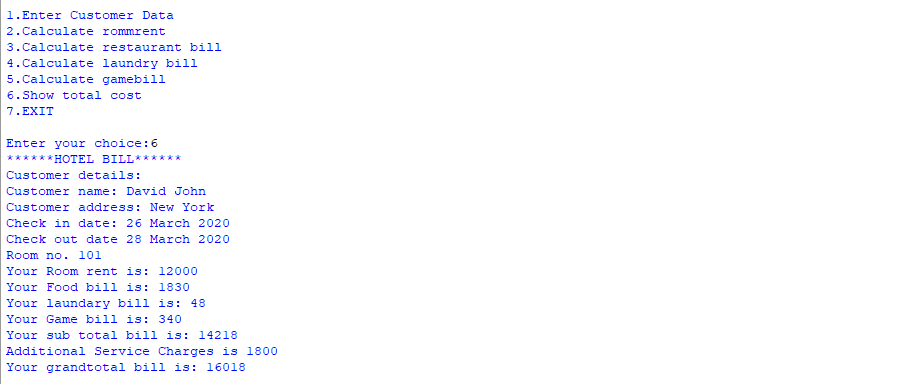 1.Enter Customer Data
2.Calculate rommrent
3.Calculate restaurant bill
4.Calculate laundry bill
5.Calculate gamebill
6.Show total cost
7.EXIT
Enter your choice:6
******HOTEL BILL******
Customer details:
Customer name: David John
Customer address: New York
Check in date: 26 March 2020
Check out date 28 March 2020
Room no. 101
Your Room rent is: 12000
Your Food bill is: 1830
Your laundary bill is: 48
Your Game bill is: 340
Your sub total bill is: 14218
Additional Service Charges is 1800
Your grandtotal bill is: 16018